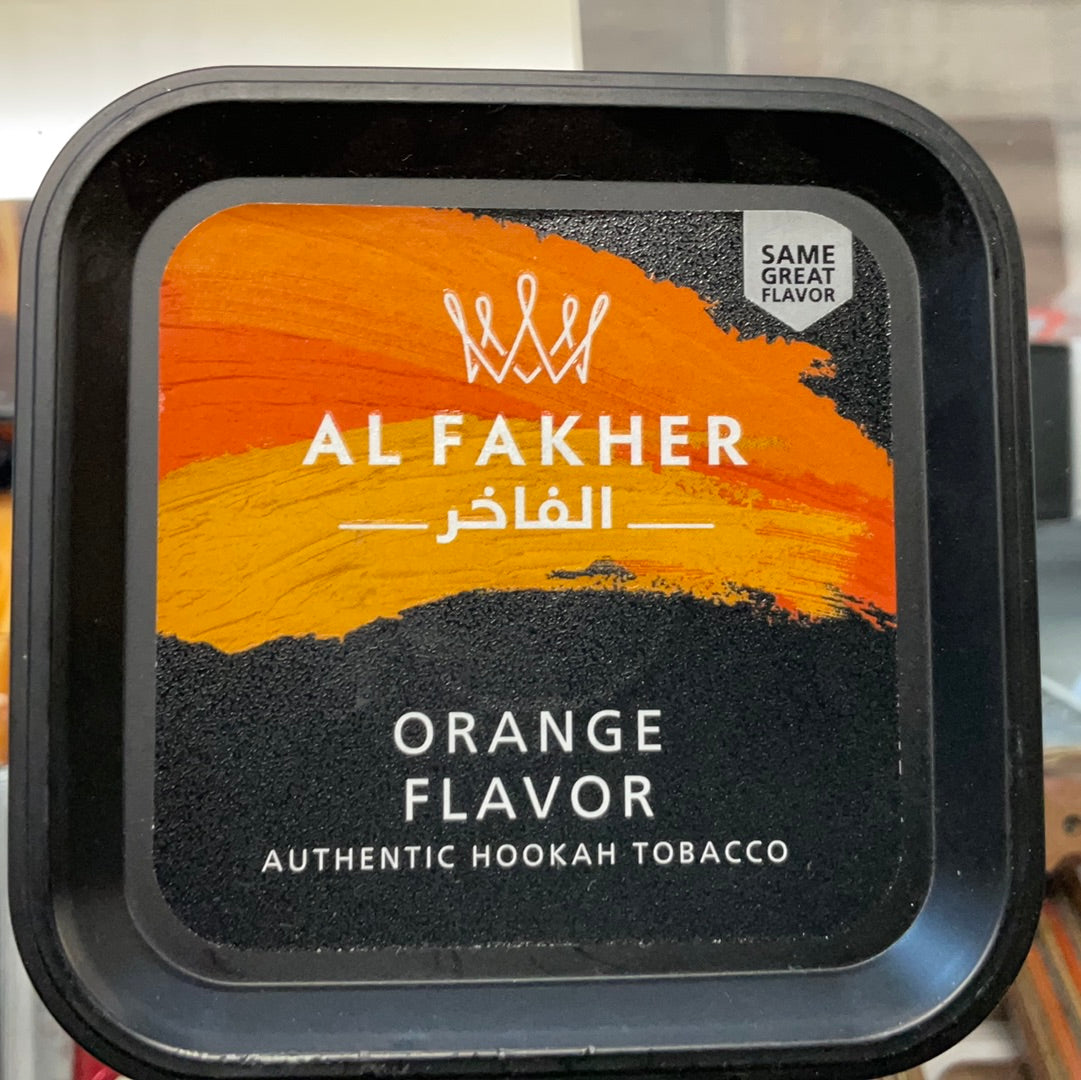 SAME
GREAT
FLAVOR
AL FAKHER
الفاخر
ORANGE
FLAVOR
AUTHENTIC HOOKAH TOBACCO